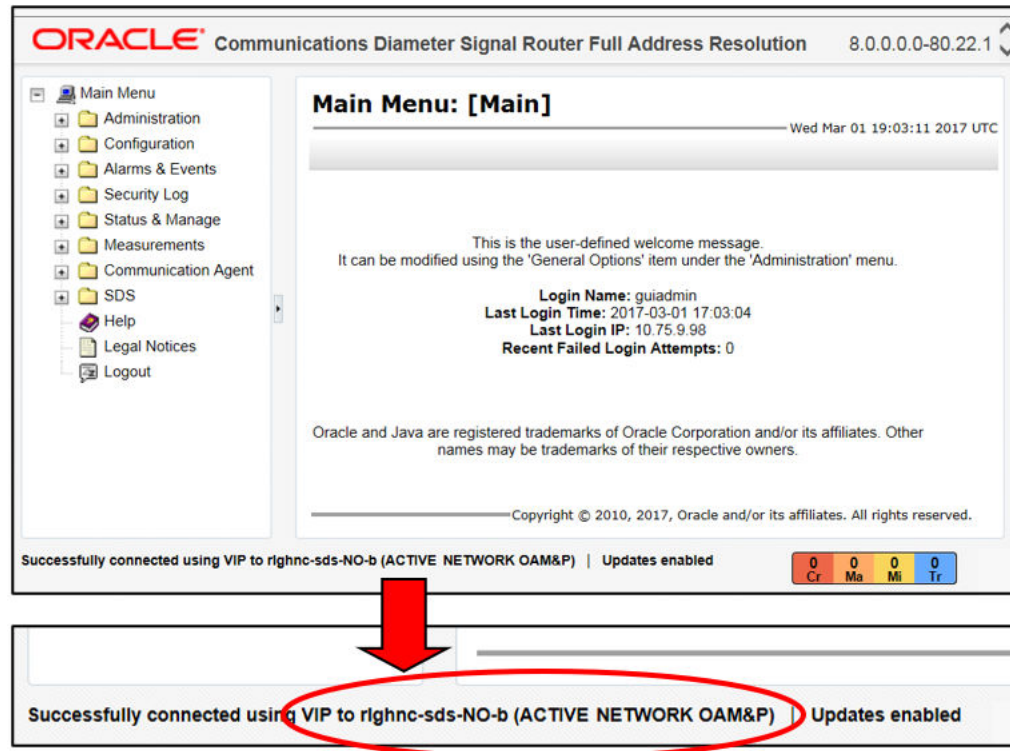 ORACLE® Communications Diameter Signal Router Full Address Resolution 8.0.0.0.0-80.22.1
Main Menu
Administration
Configuration
Alarms & Events
Security Log
Status & Manage
Measurements
Communication Agent
SDS
Help
Legal Notices
Logout
Main Menu: [Main]
Wed Mar 01 19:03:11 2017 UTC
This is the user-defined welcome message.
It can be modified using the 'General Options' item under the 'Administration' menu.
Login Name: guiadmin
Last Login Time: 2017-03-01 17:03:04
Last Login IP: 10.75.9.98
Recent Failed Login Attempts: 0
Oracle and Java are registered trademarks of Oracle Corporation and/or its affiliates. Other
names may be trademarks of their respective owners.
Copyright © 2010, 2017, Oracle and/or its affiliates. All rights reserved.
Successfully connected using VIP to rlghnc-sds-NO-b (ACTIVE NETWORK OAM&P) | Updates enabled
0 0 0 0
Cr Ma Mi Tr
Successfully connected using VIP to rlghnc-sds-NO-b (ACTIVE NETWORK OAM&P) | Updates enabled